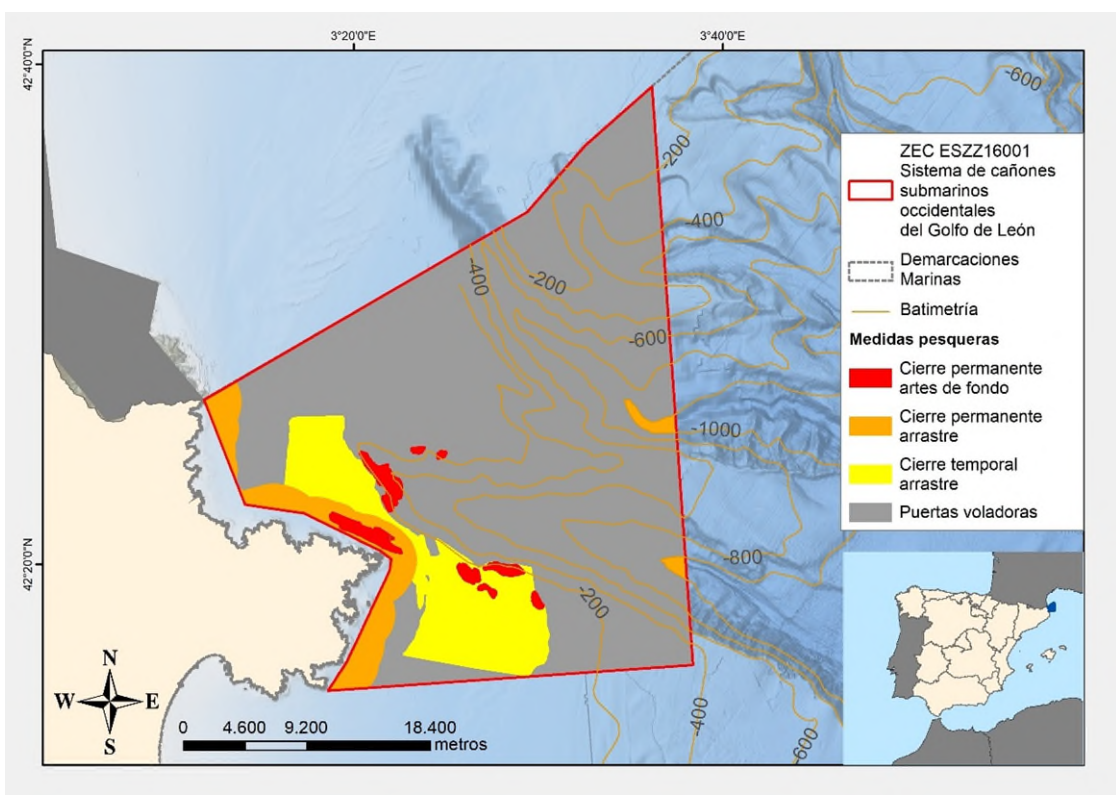 3°20'0"E
3°40'0"E
42°40'0"N
42°20'0"N
-600
-200
-400
-400
-200
-600
-1000
-800
-200
-400
-600
ZEC ESZZ16001
Sistema de cañones
submarinos
occidentales
del Golfo de León
Demarcaciones
Marinas
Batimetría
Medidas pesqueras
Cierre permanente
artes de fondo
Cierre permanente
arrastre
Cierre temporal
arrastre
Puertas voladoras
N
W
E
S
0 4.600 9.200 18.400
metros